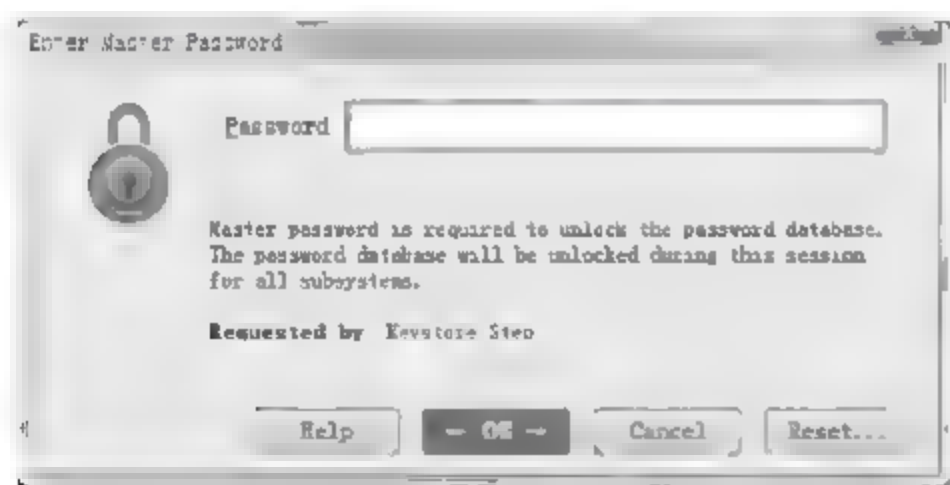 Enter Master Password
Password
Master password is required to unlock the password database.
The password database will be unlocked during this session
for all subsystems.
Requested by Keystore Step
Help OK Cancel Reset...